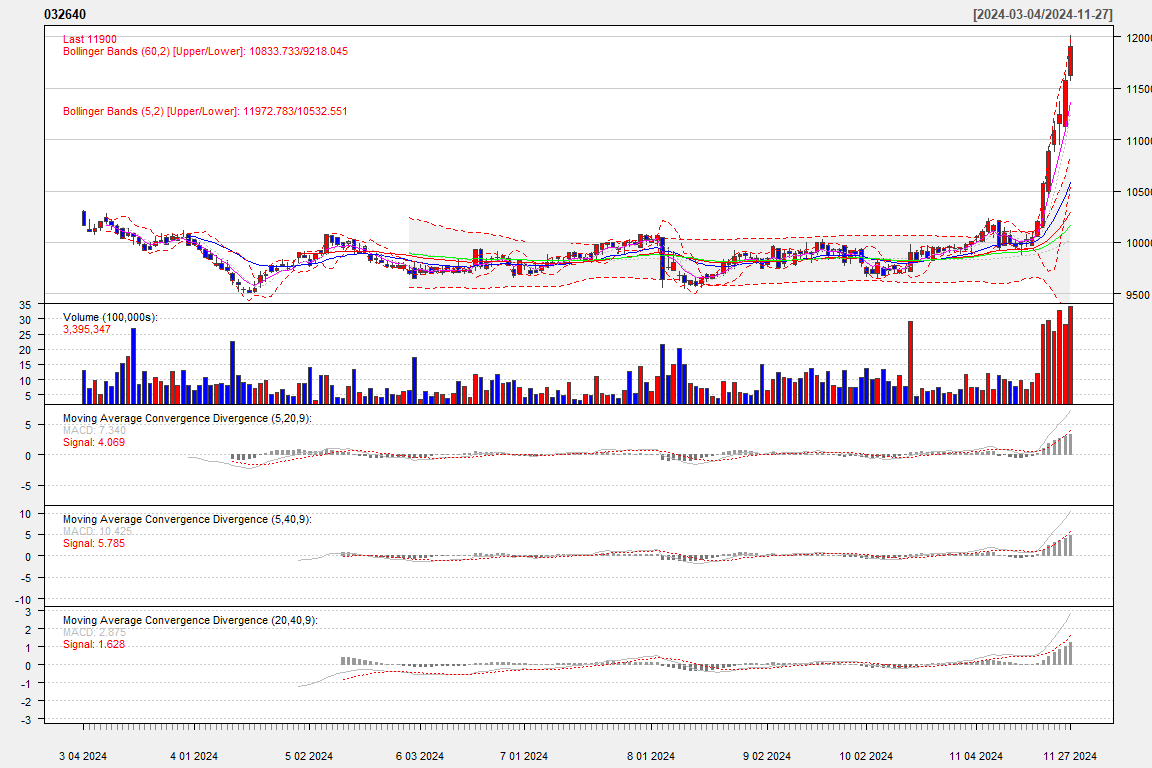 032640 [2024-03-04/2024-11-27]
Last 11900
Bollinger Bands (60,2) [Upper/Lower]: 10833.733/9218.045
Bollinger Bands (5,2) [Upper/Lower]: 11972.783/10532.551
12000
11500
11000
10500
10000
9500
Volume (100,000s):
3,395,347
35
30
25
20
15
10
5
Moving Average Convergence Divergence (5,20,9):
MACD: 7.340
Signal: 4.069
5
0
-5
Moving Average Convergence Divergence (5,40,9):
MACD: 10.425
Signal: 5.785
10
5
0
-5
-10
Moving Average Convergence Divergence (20,40,9):
MACD: 2.875
Signal: 1.628
3
2
1
0
-1
-2
-3
3 04 2024 4 01 2024 5 02 2024 6 03 2024 7 01 2024 8 01 2024 9 02 2024 10 02 2024 11 04 2024 11 27 2024